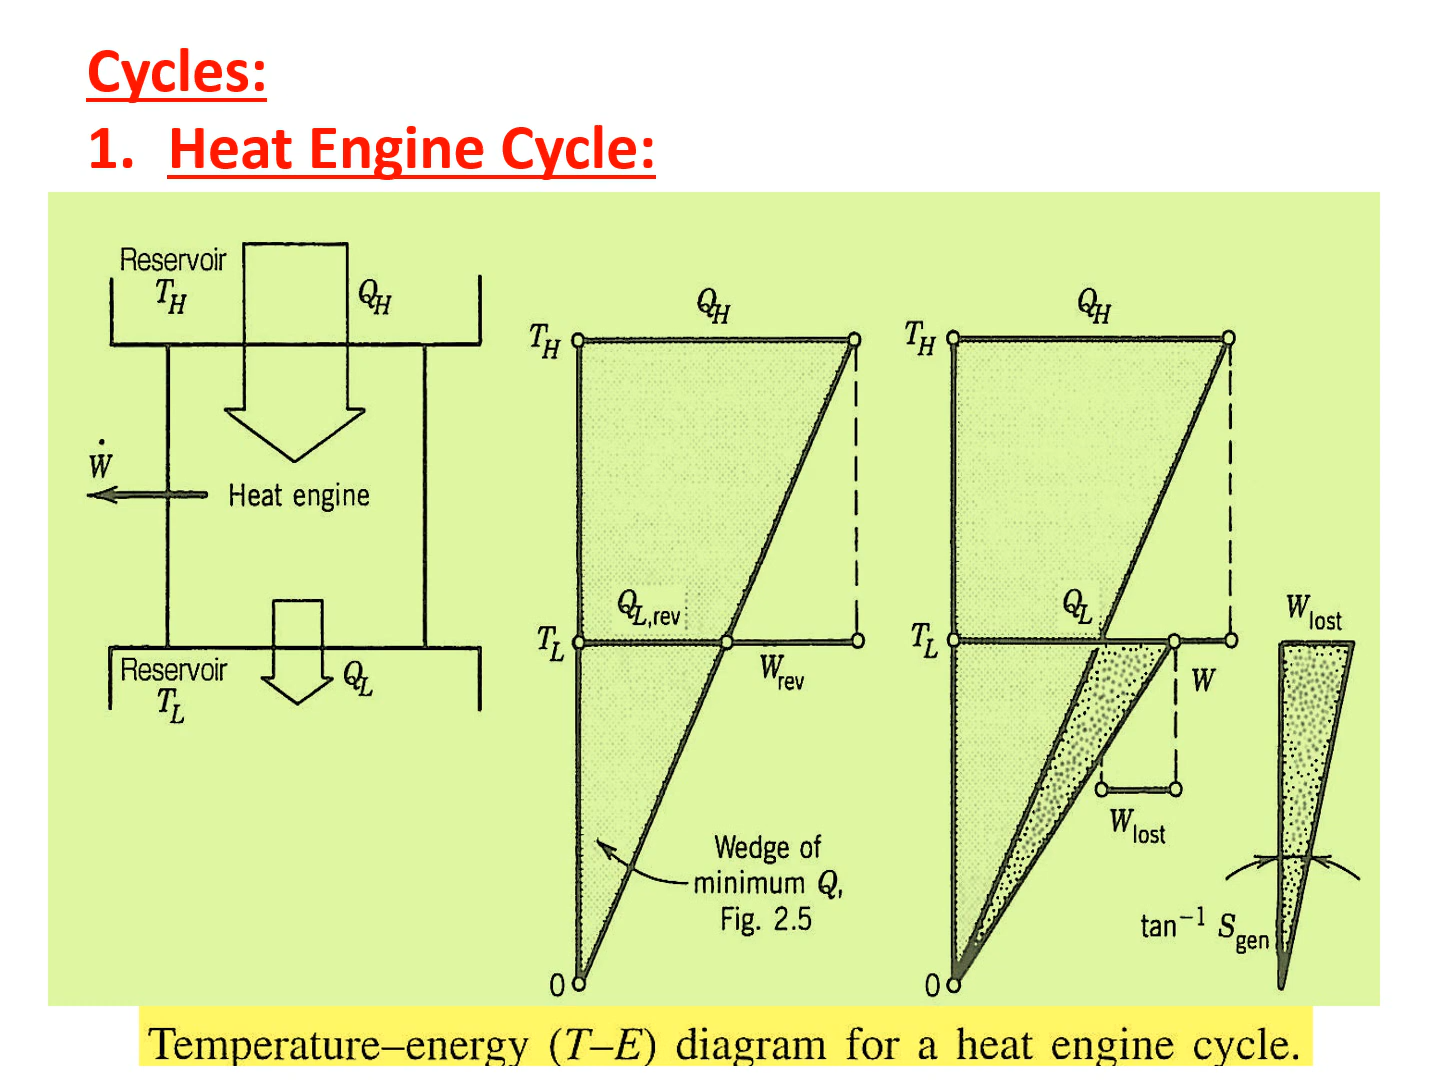 Cycles:
1. Heat Engine Cycle:
Reservoir
T_H
Q_H
Ẇ
Heat engine
Reservoir
T_L
Q_L
Q_H
T_H
Q_L,rev
T_L
W_rev
Wedge of
minimum Q,
Fig. 2.5
0
Q_H
T_H
Q_L
T_L
W
W_lost
0
W_lost
tan⁻¹ S_gen
Temperature–energy (T–E) diagram for a heat engine cycle.